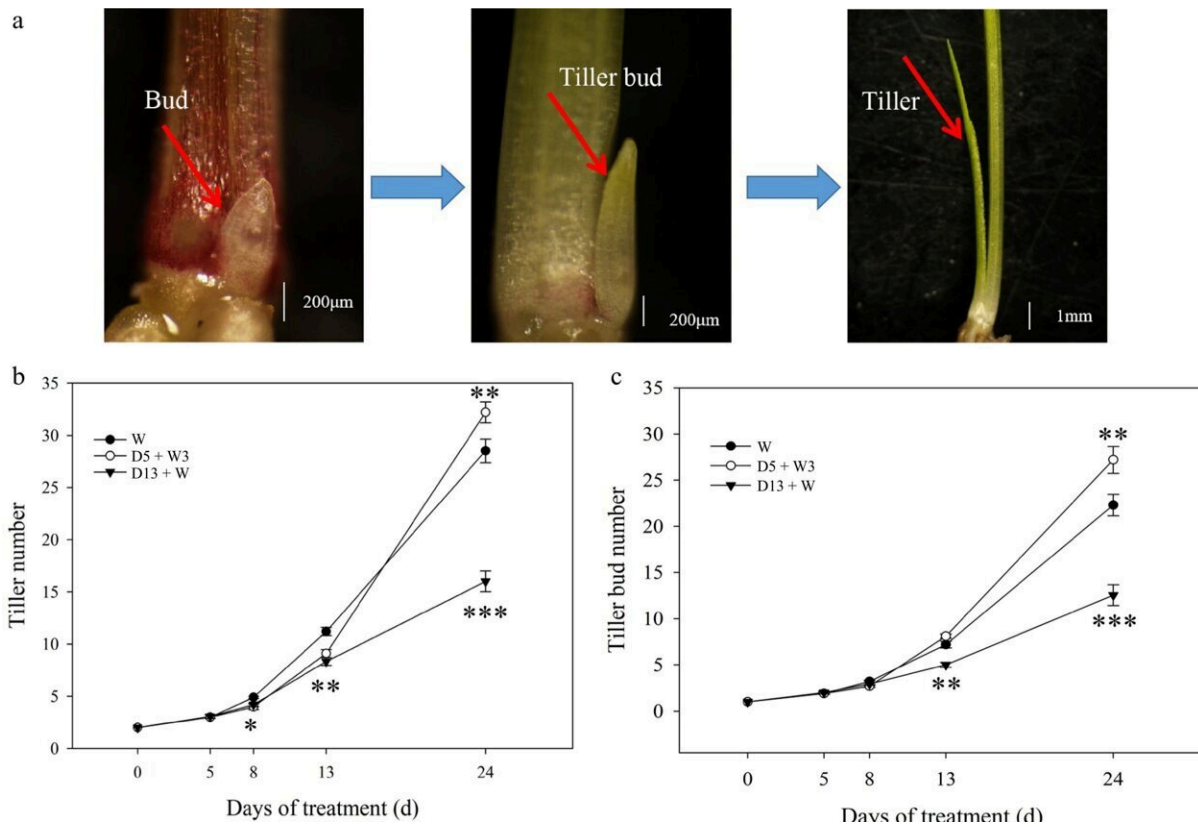 a
Bud
Tiller bud
Tiller
200μm
200μm
1mm
b
35
30
25
20
15
10
5
0
Tiller number
W
D5 + W3
D13 + W
**
***
**
*
0 5 8 13 24
Days of treatment (d)
c
35
30
25
20
15
10
5
0
Tiller bud number
W
D5 + W3
D13 + W
**
***
**
0 5 8 13 24
Days of treatment (d)